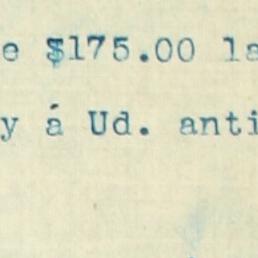 e $175.00 la
y á Ud. anti